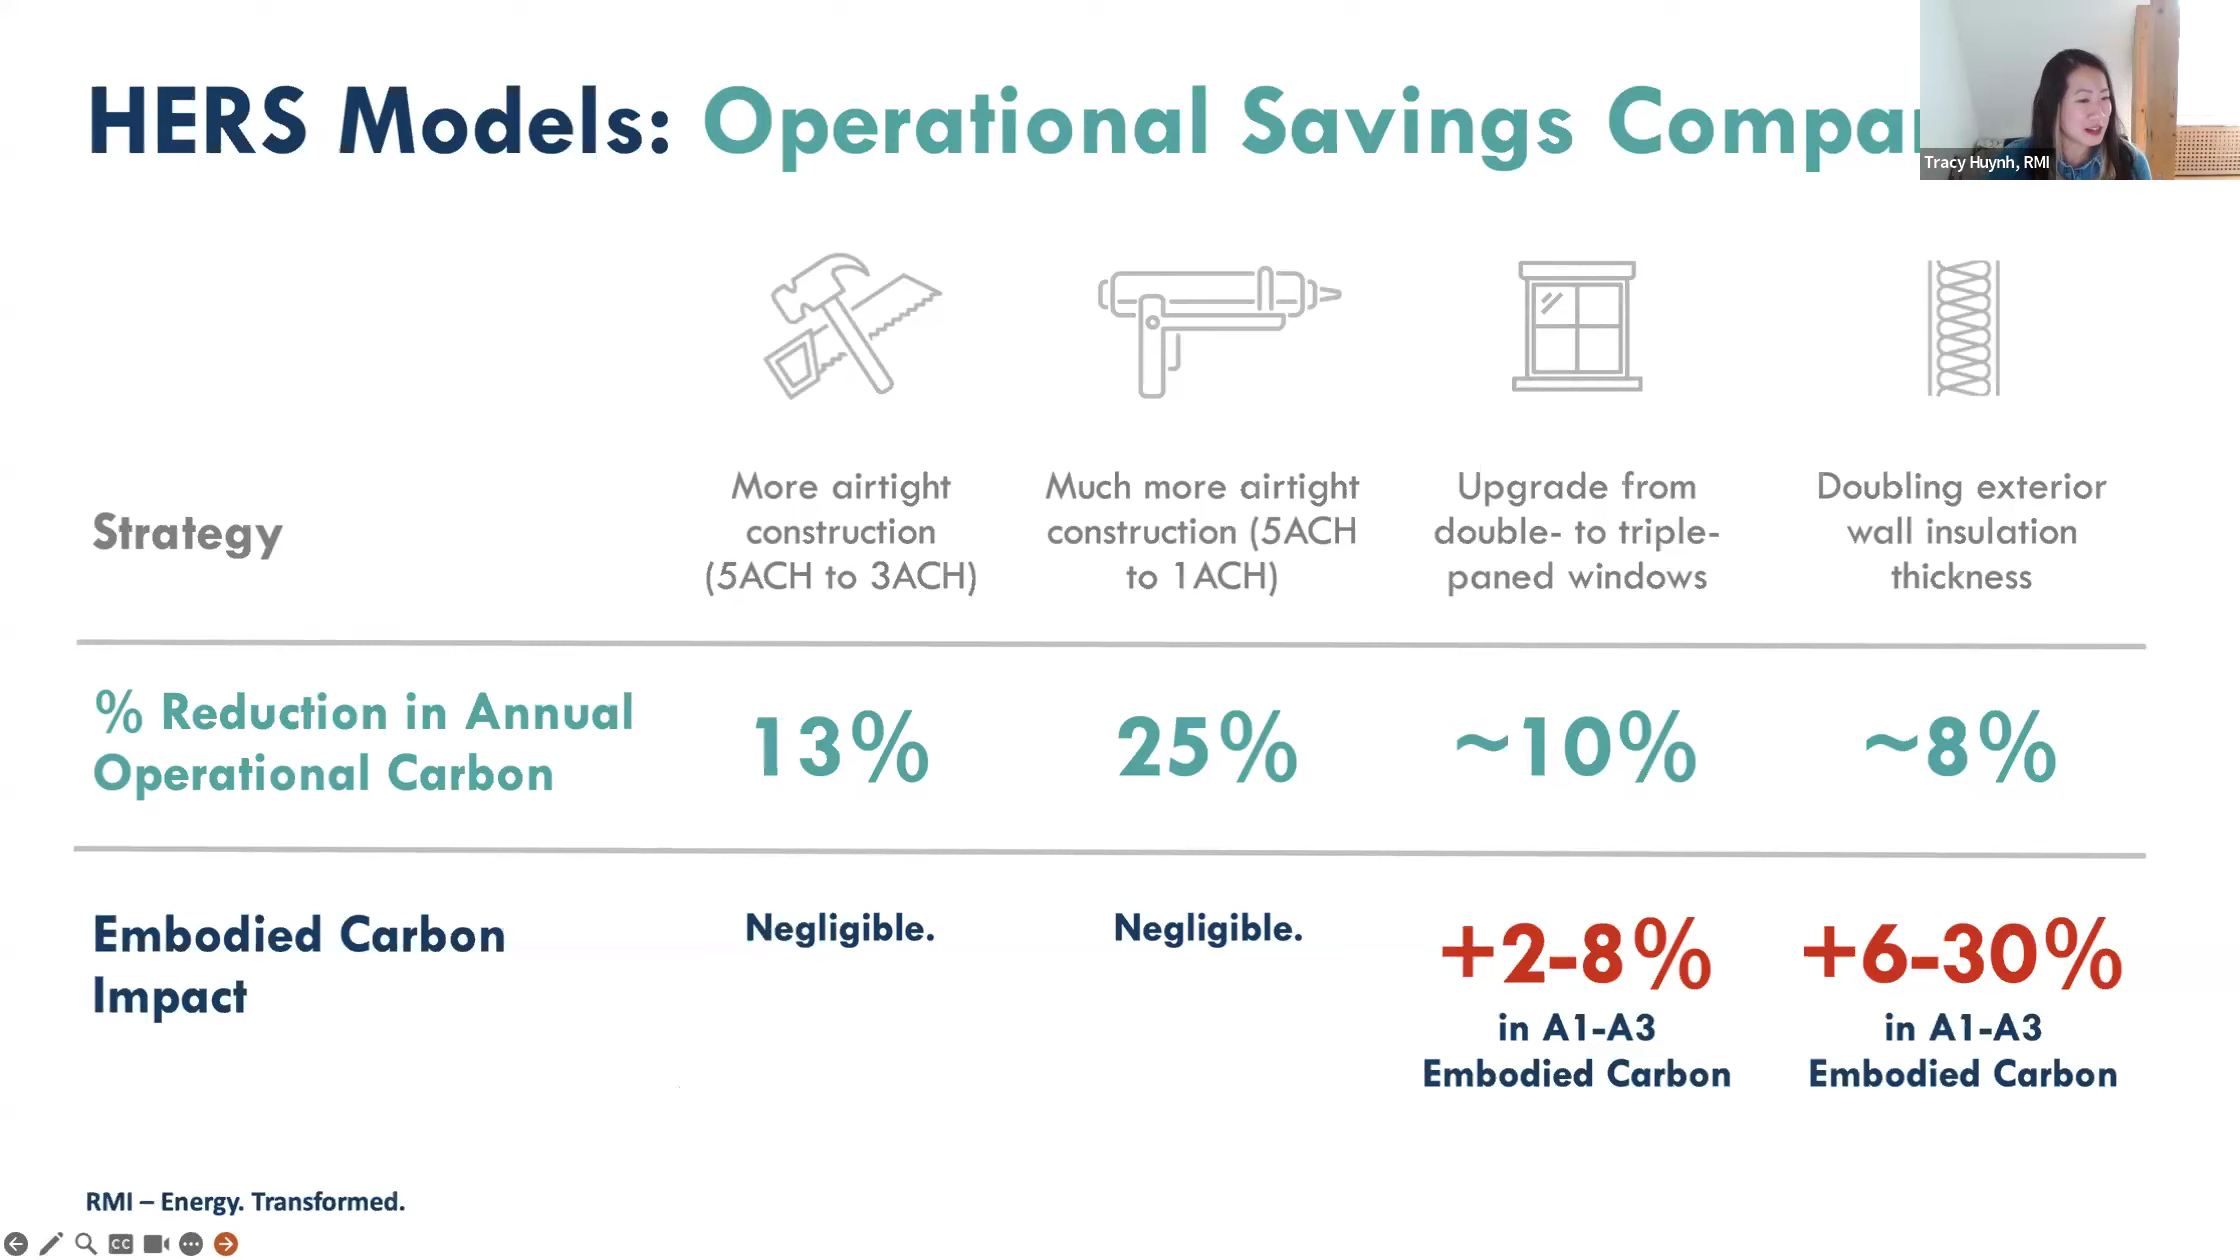 HERS Models: Operational Savings Compar
Tracy Huynh, RMI
Strategy
More airtight
construction
(5ACH to 3ACH)
Much more airtight
construction (5ACH
to 1ACH)
Upgrade from
double- to triple-
paned windows
Doubling exterior
wall insulation
thickness
% Reduction in Annual
Operational Carbon
13%
25%
~10%
~8%
Embodied Carbon
Impact
Negligible.
Negligible.
+2-8%
in A1-A3
Embodied Carbon
+6-30%
in A1-A3
Embodied Carbon
RMI – Energy. Transformed.
CC